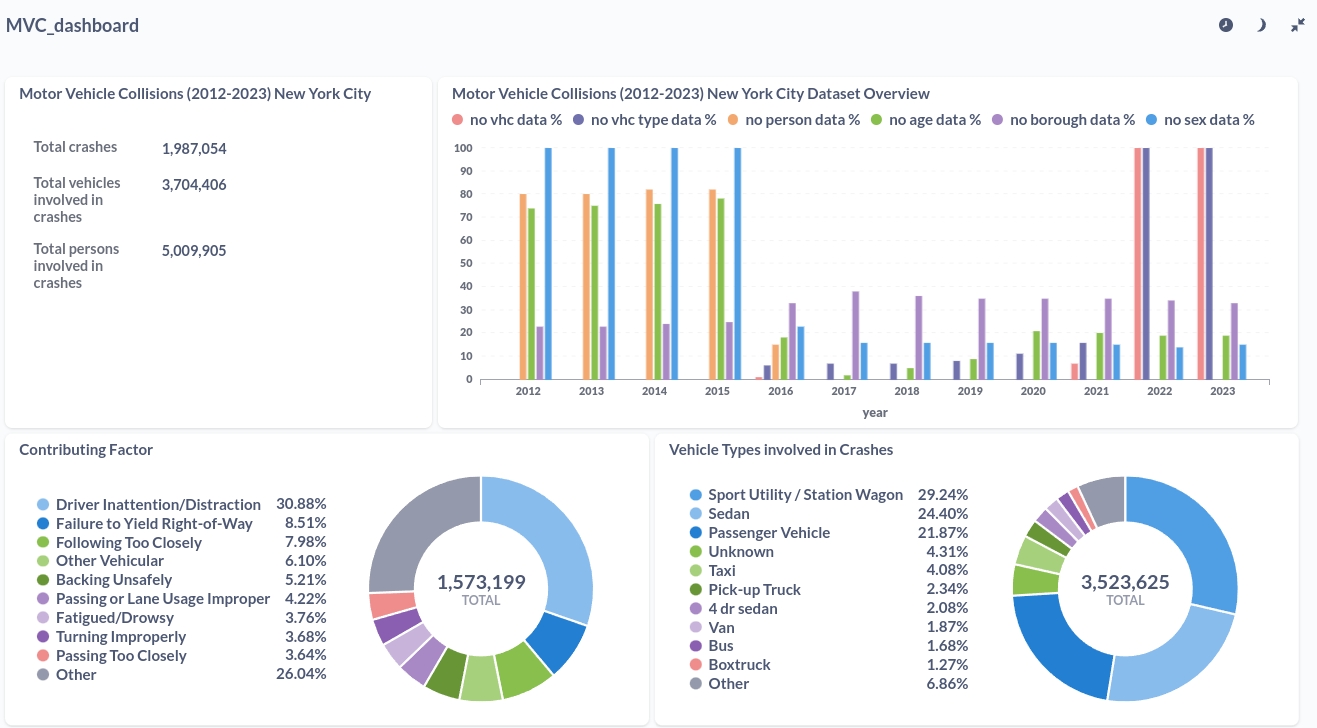 MVC_dashboard
Motor Vehicle Collisions (2012-2023) New York City
Total crashes 1,987,054
Total vehicles involved in crashes 3,704,406
Total persons involved in crashes 5,009,905
Motor Vehicle Collisions (2012-2023) New York City Dataset Overview
no vhc data % no vhc type data % no person data % no age data % no borough data % no sex data %
100
90
80
70
60
50
40
30
20
10
0
2012 2013 2014 2015 2016 2017 2018 2019 2020 2021 2022 2023
year
Contributing Factor
Driver Inattention/Distraction 30.88%
Failure to Yield Right-of-Way 8.51%
Following Too Closely 7.98%
Other Vehicular 6.10%
Backing Unsafely 5.21%
Passing or Lane Usage Improper 4.22%
Fatigued/Drowsy 3.76%
Turning Improperly 3.68%
Passing Too Closely 3.64%
Other 26.04%
1,573,199
TOTAL
Vehicle Types involved in Crashes
Sport Utility / Station Wagon 29.24%
Sedan 24.40%
Passenger Vehicle 21.87%
Unknown 4.31%
Taxi 4.08%
Pick-up Truck 2.34%
4 dr sedan 2.08%
Van 1.87%
Bus 1.68%
Boxtruck 1.27%
Other 6.86%
3,523,625
TOTAL